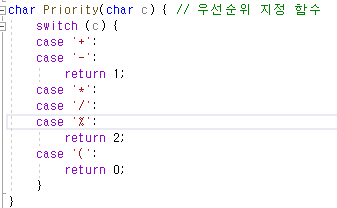 char Priority(char c) { // 우선순위 지정 함수
switch (c) {
case '+':
case '-':
return 1;
case '*':
case '/':
case '%':
return 2;
case '(':
return 0;
}
}